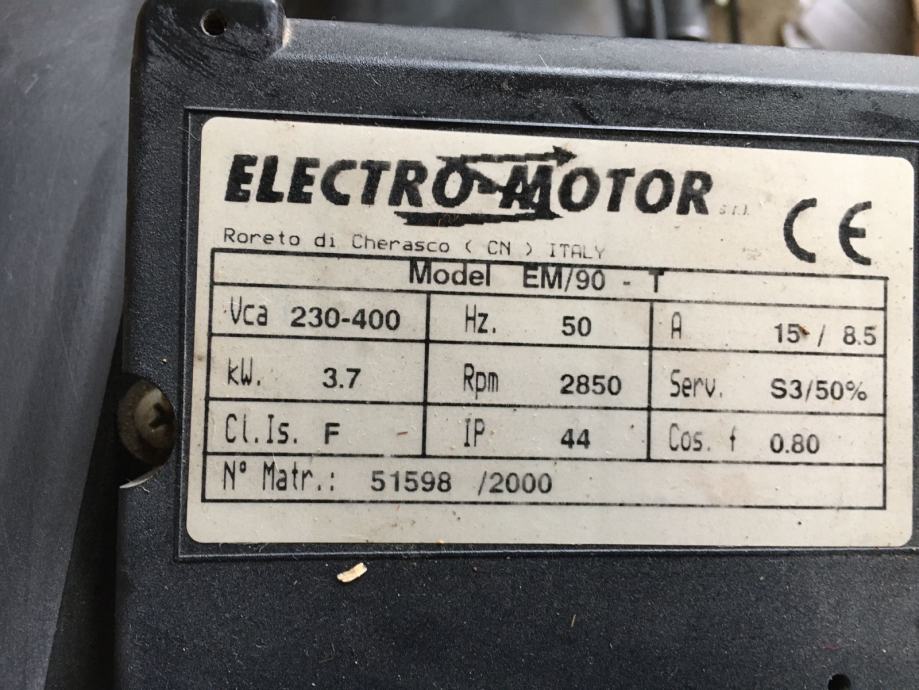 ELECTRO-MOTOR s.r.l.
CE
Roreto di Cherasco ( CN ) ITALY
Model EM/90 - T
Vca 230-400 Hz. 50 A 15 / 8.5
kW. 3.7 Rpm 2850 Serv. S3/50%
Cl.Is. F IP 44 Cos. f 0.80
N° Matr.: 51598 /2000